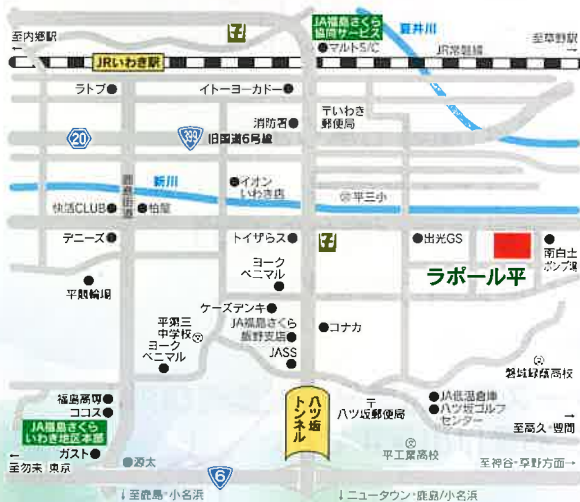 JA福島さくら
協同サービス
夏井川
至内郷駅
←
至草野駅
→
マルトS/C
JR常磐線
JRいわき駅
ラトブ
イトーヨーカドー
消防署
〒いわき
郵便局
20
399
旧国道6号線
鹿島街道
新川
イオン
いわき店
平三小
快活CLUB
柏屋
デニーズ
トイザらス
出光GS
南白土
ポンプ場
ヨーク
ベニマル
ラポール平
平競輪場
ケーズデンキ
平第三
中学校
JA福島さくら
飯野支店
コナカ
ヨーク
ベニマル
JASS
磐城緑蔭高校
福島高専
ココス
八ツ坂
トンネル
〒
八ツ坂郵便局
JA低温倉庫
八ツ坂ゴルフ
センター
JA福島さくら
いわき地区本部
ガスト
→
至高久・豊間
←
至勿来・東京
源太
6
平工業高校
至神谷・草野方面→
↓至鹿島・小名浜
↓ニュータウン・鹿島/小名浜